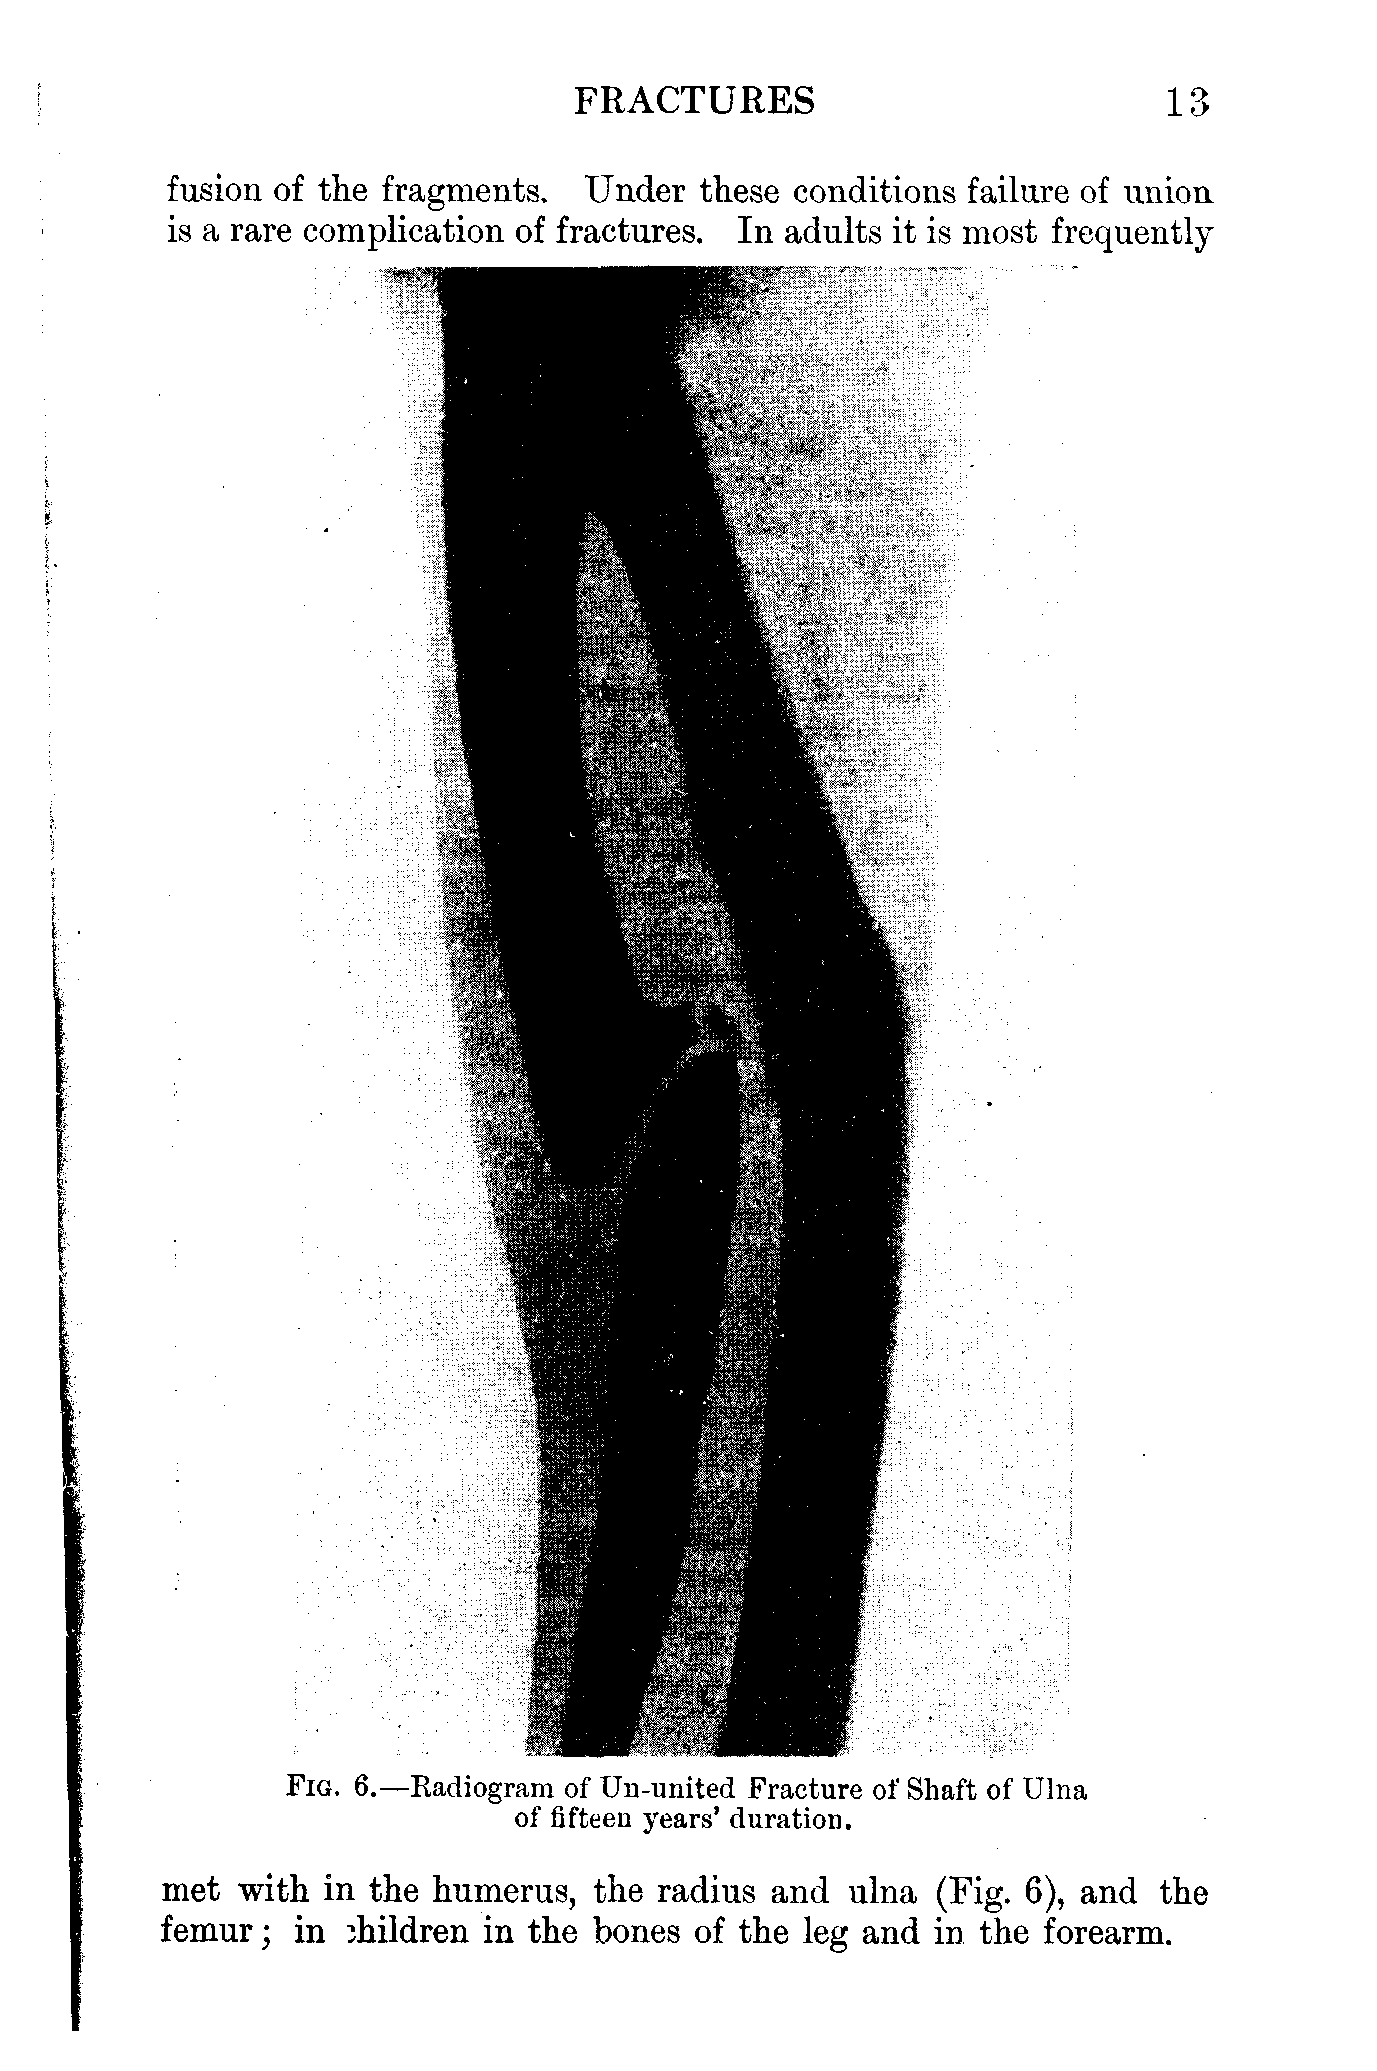 FRACTURES 13
fusion of the fragments. Under these conditions failure of union
is a rare complication of fractures. In adults it is most frequently
FIG. 6.—Radiogram of Un-united Fracture of Shaft of Ulna
of fifteen years' duration.
met with in the humerus, the radius and ulna (Fig. 6), and the
femur; in children in the bones of the leg and in the forearm.